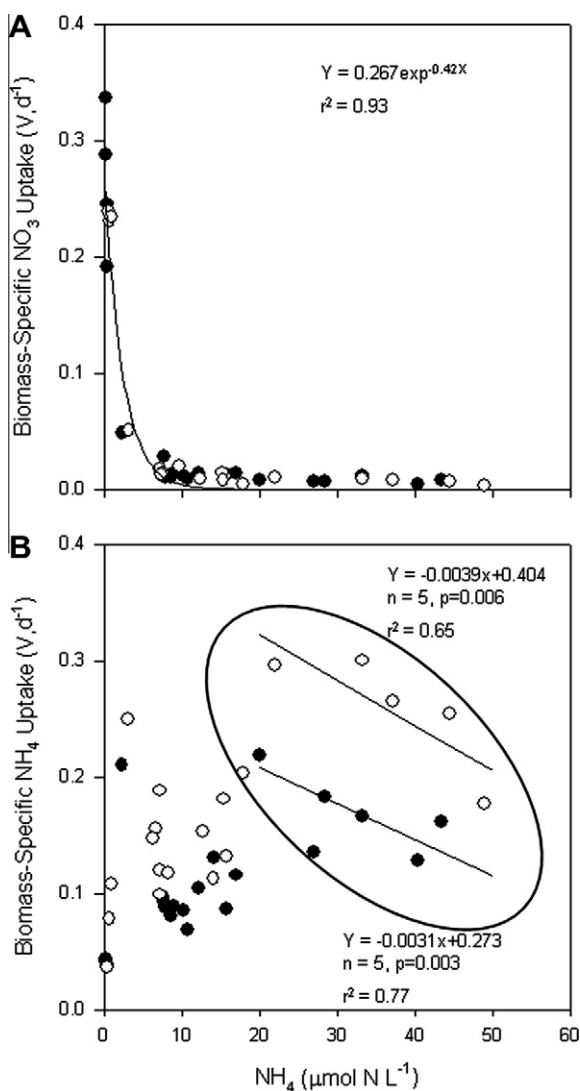 A
0.4
Y = 0.267exp-0.42X
r2 = 0.93
0.3
0.2
0.1
0.0
Biomass-Specific NO3 Uptake (V,d-1)
B
0.4
Y = -0.0039x+0.404
n = 5, p=0.006
r2 = 0.65
0.3
0.2
0.1
0.0
Biomass-Specific NH4 Uptake (V,d-1)
Y = -0.0031x+0.273
n = 5, p=0.003
r2 = 0.77
0 10 20 30 40 50 60
NH4 (μmol N L-1)